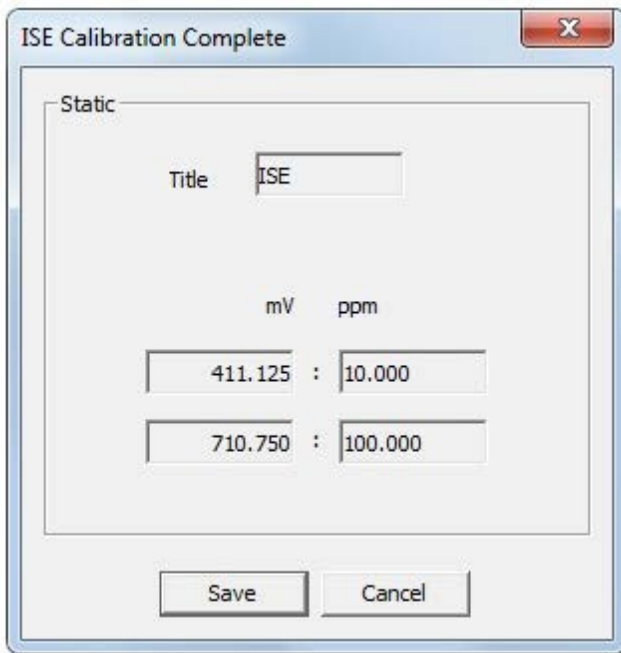 ISE Calibration Complete
Static
Title ISE
mV ppm
411.125 : 10.000
710.750 : 100.000
Save Cancel